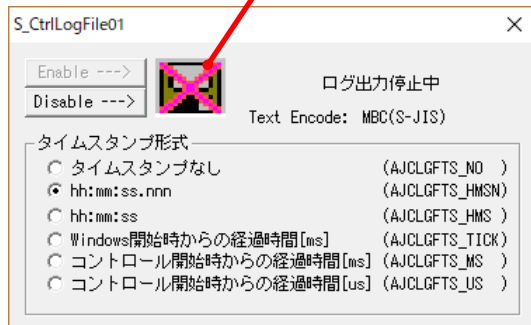 S_CtrlLogFile01
Enable --->
Disable --->
ログ出力停止中
Text Encode: MBC(S-JIS)
タイムスタンプ形式
タイムスタンプなし (AJCLGFTS_NO )
hh:mm:ss.nnn (AJCLGFTS_HMSN)
hh:mm:ss (AJCLGFTS_HMS )
Windows開始時からの経過時間[ms] (AJCLGFTS_TICK)
コントロール開始時からの経過時間[ms] (AJCLGFTS_MS )
コントロール開始時からの経過時間[us] (AJCLGFTS_US )